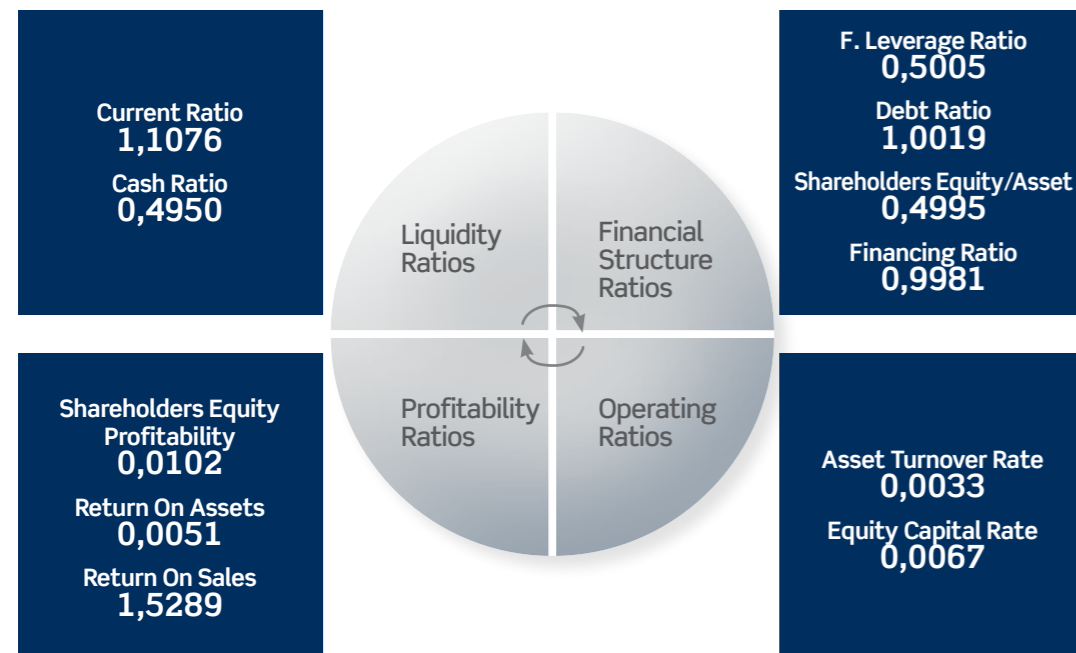 Current Ratio
1,1076
Cash Ratio
0,4950
F. Leverage Ratio
0,5005
Debt Ratio
1,0019
Shareholders Equity/Asset
0,4995
Financing Ratio
0,9981
Liquidity
Ratios
Financial
Structure
Ratios
Profitability
Ratios
Operating
Ratios
Shareholders Equity
Profitability
0,0102
Return On Assets
0,0051
Return On Sales
1,5289
Asset Turnover Rate
0,0033
Equity Capital Rate
0,0067